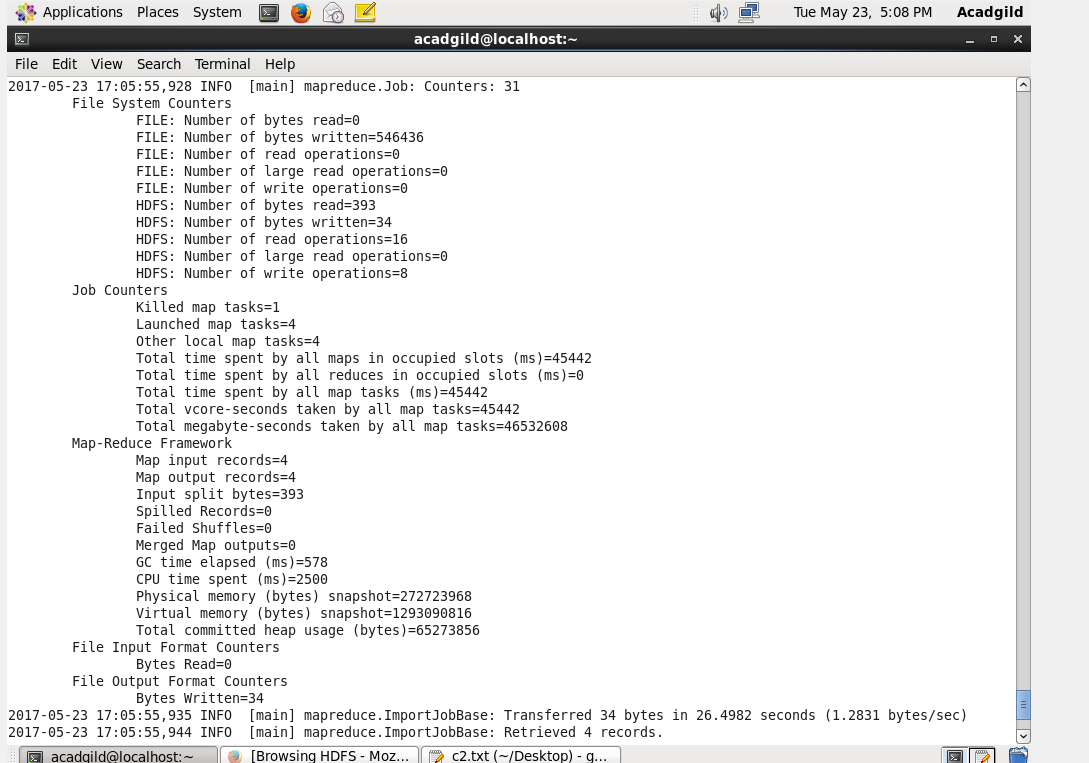 Applications Places System Tue May 23, 5:08 PM Acadgild
acadgild@localhost:~
File Edit View Search Terminal Help
2017-05-23 17:05:55,928 INFO  [main] mapreduce.Job: Counters: 31
File System Counters
FILE: Number of bytes read=0
FILE: Number of bytes written=546436
FILE: Number of read operations=0
FILE: Number of large read operations=0
FILE: Number of write operations=0
HDFS: Number of bytes read=393
HDFS: Number of bytes written=34
HDFS: Number of read operations=16
HDFS: Number of large read operations=0
HDFS: Number of write operations=8
Job Counters
Killed map tasks=1
Launched map tasks=4
Other local map tasks=4
Total time spent by all maps in occupied slots (ms)=45442
Total time spent by all reduces in occupied slots (ms)=0
Total time spent by all map tasks (ms)=45442
Total vcore-seconds taken by all map tasks=45442
Total megabyte-seconds taken by all map tasks=46532608
Map-Reduce Framework
Map input records=4
Map output records=4
Input split bytes=393
Spilled Records=0
Failed Shuffles=0
Merged Map outputs=0
GC time elapsed (ms)=578
CPU time spent (ms)=2500
Physical memory (bytes) snapshot=272723968
Virtual memory (bytes) snapshot=1293090816
Total committed heap usage (bytes)=65273856
File Input Format Counters
Bytes Read=0
File Output Format Counters
Bytes Written=34
2017-05-23 17:05:55,935 INFO  [main] mapreduce.ImportJobBase: Transferred 34 bytes in 26.4982 seconds (1.2831 bytes/sec)
2017-05-23 17:05:55,944 INFO  [main] mapreduce.ImportJobBase: Retrieved 4 records.
acadgild@localhost:~ [Browsing HDFS - Moz... c2.txt (~/Desktop) - g...